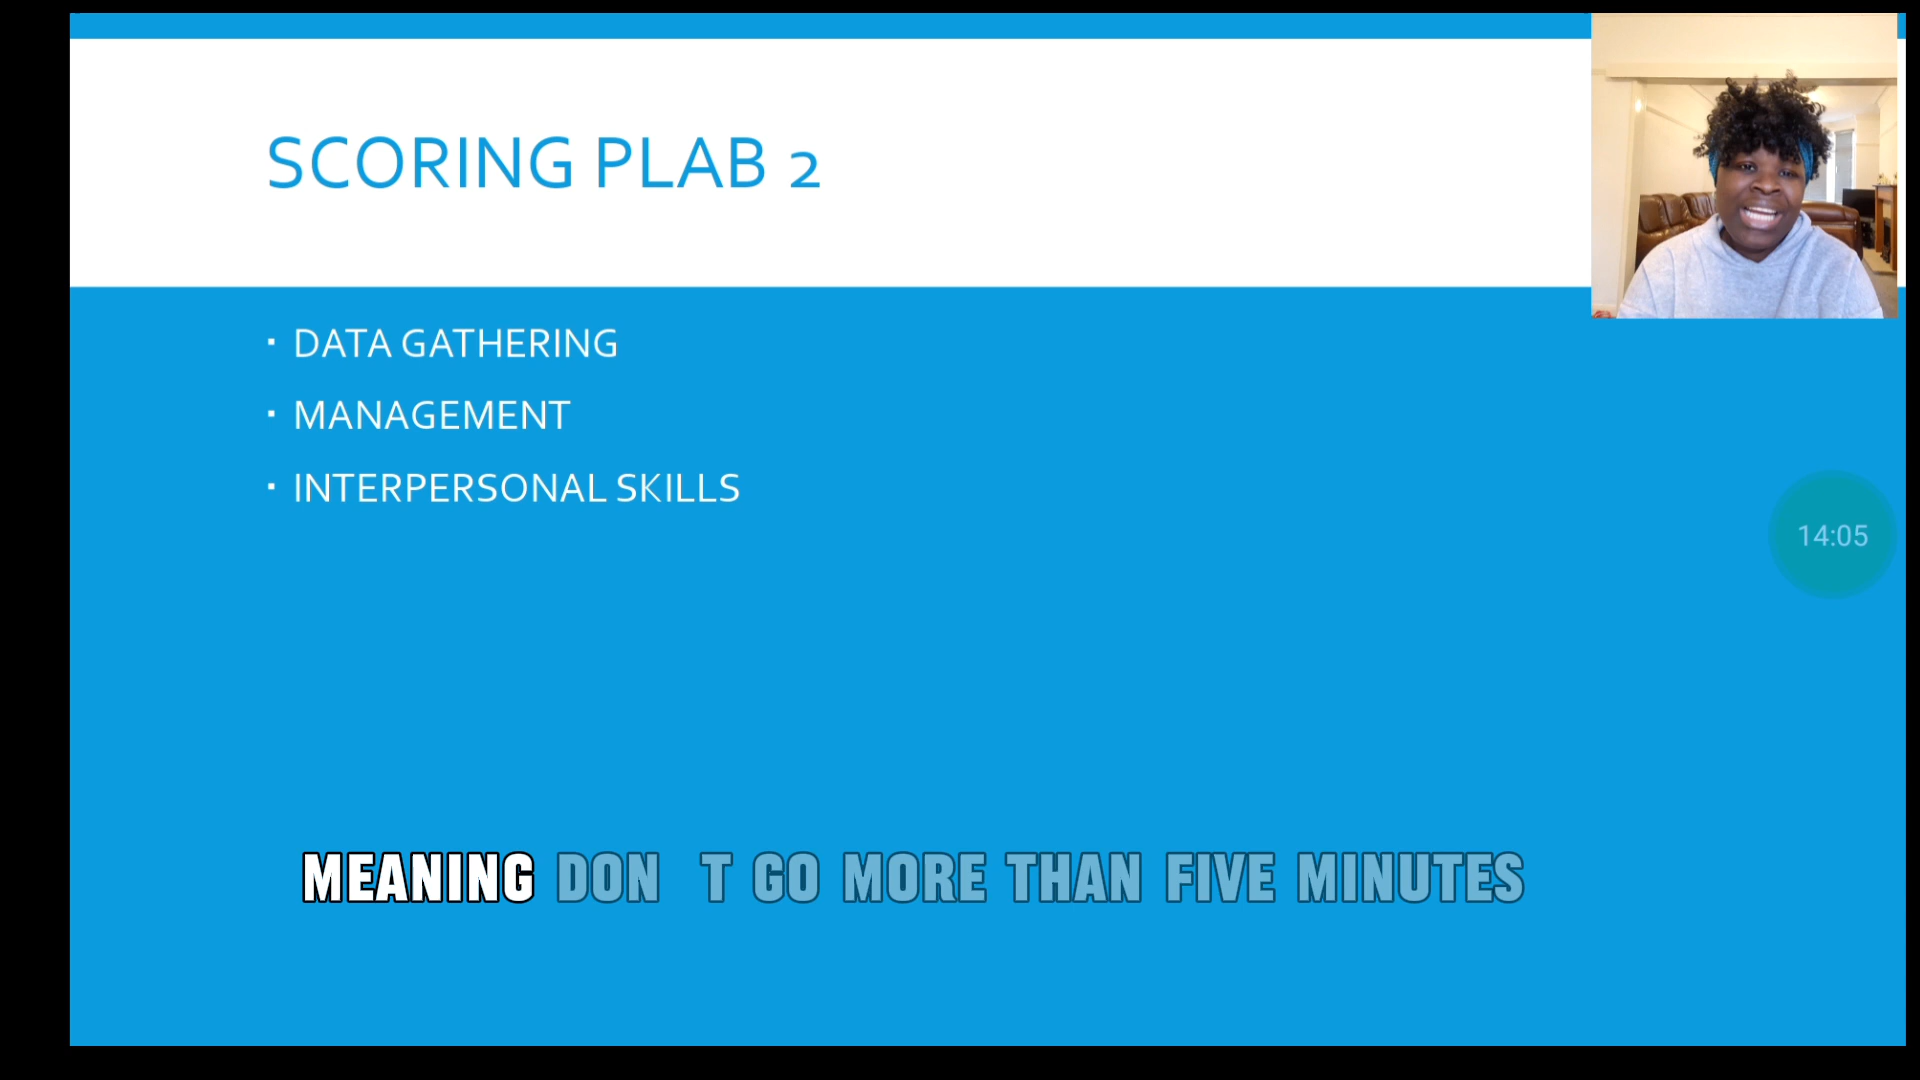 SCORING PLAB 2
▪ DATA GATHERING
▪ MANAGEMENT
▪ INTERPERSONAL SKILLS
14:05
MEANING DON T GO MORE THAN FIVE MINUTES